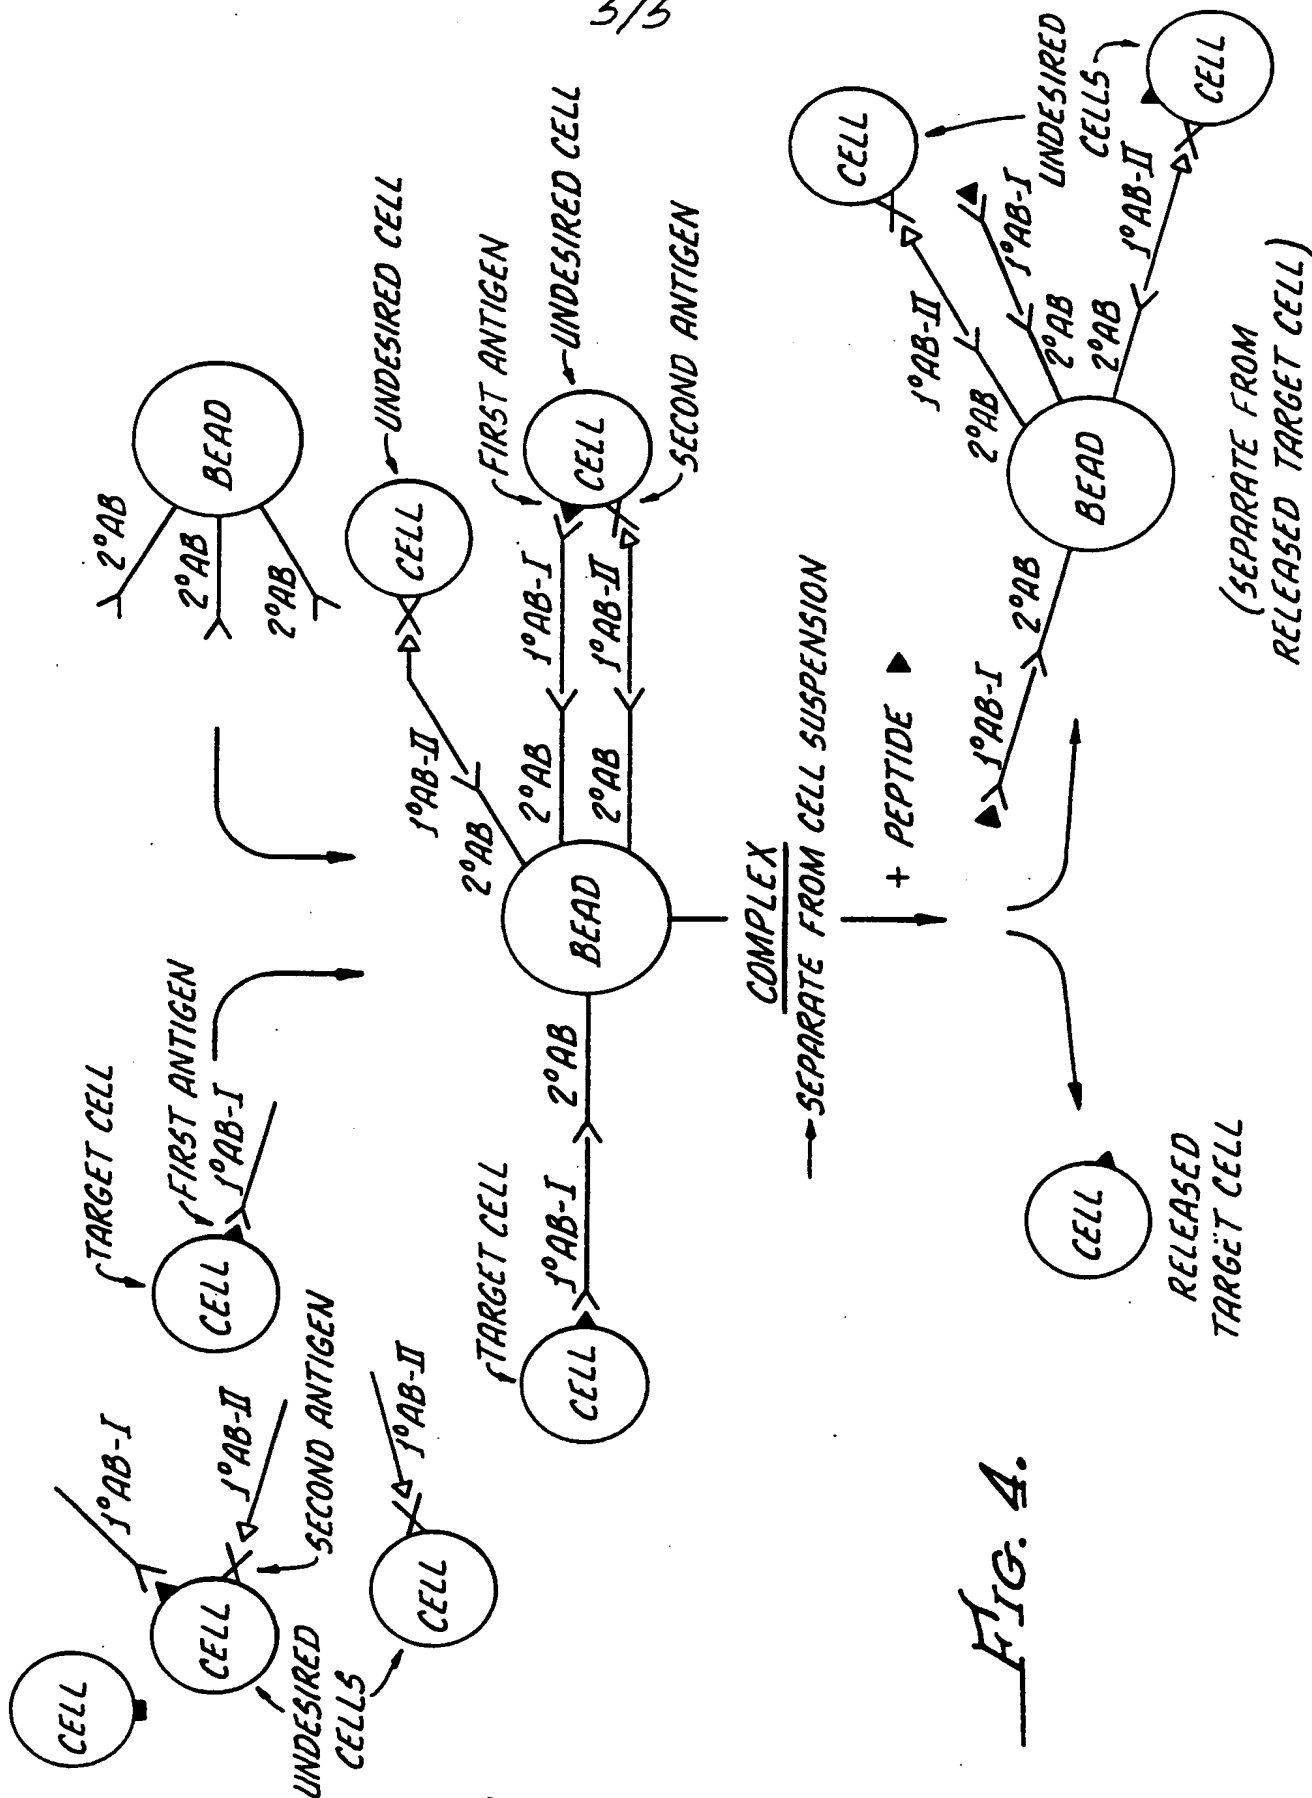 5/5
CELL
UNDESIRED
CELLS
CELL
1°AB-I
1°AB-II
SECOND ANTIGEN
CELL
1°AB-II
TARGET CELL
CELL
FIRST ANTIGEN
1°AB-I
2°AB
2°AB
2°AB
BEAD
TARGET CELL
CELL
1°AB-I
2°AB
BEAD
2°AB
1°AB-II
CELL
UNDESIRED CELL
2°AB
1°AB-I
FIRST ANTIGEN
2°AB
1°AB-II
CELL
UNDESIRED CELL
SECOND ANTIGEN
COMPLEX
SEPARATE FROM CELL SUSPENSION
+ PEPTIDE
CELL
RELEASED
TARGET CELL
1°AB-I
2°AB
BEAD
2°AB
1°AB-II
CELL
2°AB
1°AB-I
2°AB
1°AB-II
CELL
UNDESIRED
CELLS
(SEPARATE FROM
RELEASED TARGET CELL)
FIG. 4.